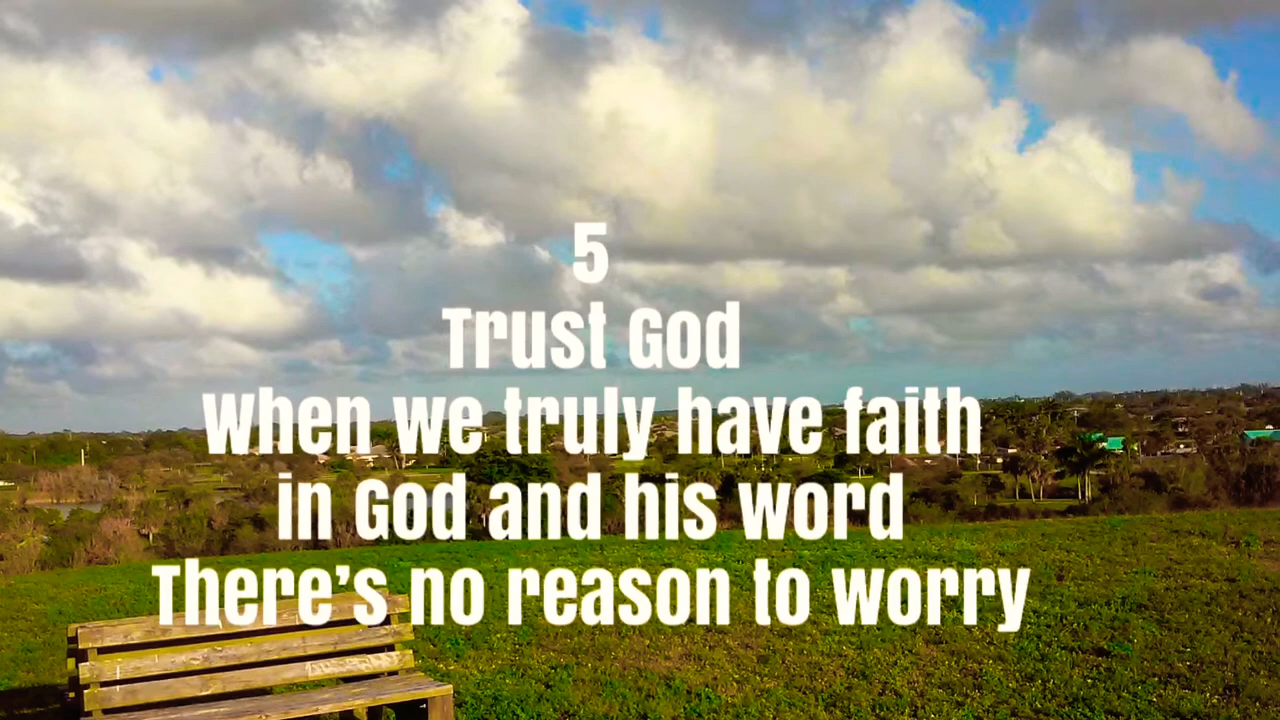 5
Trust God
When we truly have faith
in God and his word
There's no reason to worry